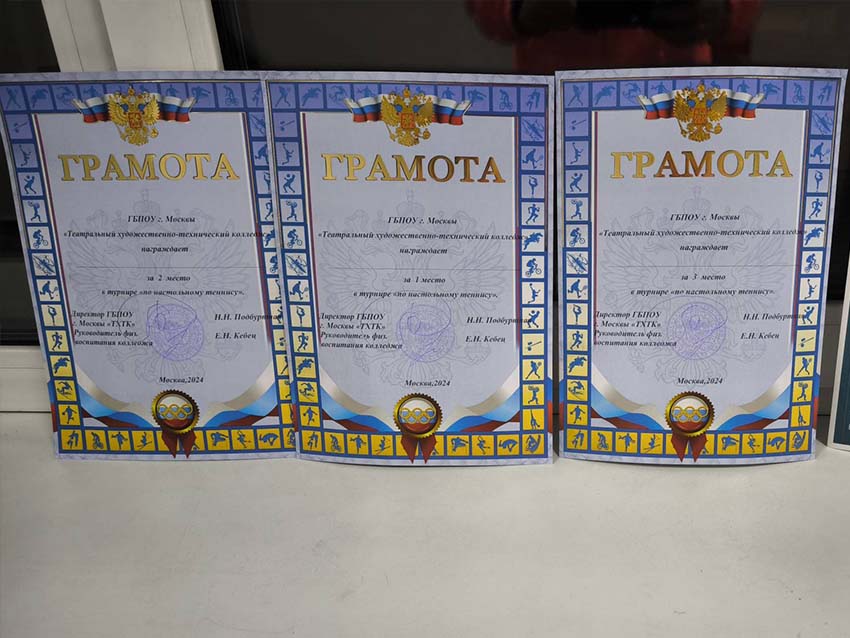 ГРАМОТА
ГБПОУ г. Москвы
«Театральный художественно-технический колледж
награждает
за 2 место
в турнире «по настольному теннису».
Директор ГБПОУ
г. Москвы «ТХТК»
Н.Н. Подбуртная
Руководитель физ.
воспитания колледжа
Е.Н. Кебец
Москва,2024
ГРАМОТА
ГБПОУ г. Москвы
«Театральный художественно-технический колледж
награждает
за 1 место
в турнире «по настольному теннису».
Директор ГБПОУ
г. Москвы «ТХТК»
Н.Н. Подбуртная
Руководитель физ.
воспитания колледжа
Е.Н. Кебец
Москва,2024
ГРАМОТА
ГБПОУ г. Москвы
«Театральный художественно-технический колледж
награждает
за 3 место
в турнире «по настольному теннису».
Директор ГБПОУ
г. Москвы «ТХТК»
Н.Н. Подбуртная
Руководитель физ.
воспитания колледжа
Е.Н. Кебец
Москва,2024